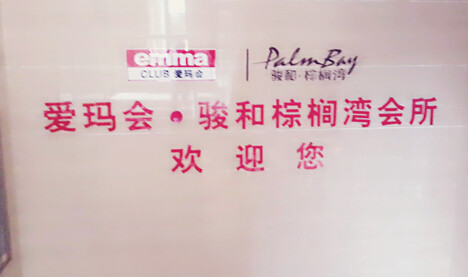 emma
CLUB 爱玛会
Palm Bay
骏和·棕榈湾
爱玛会·骏和棕榈湾会所
欢迎您